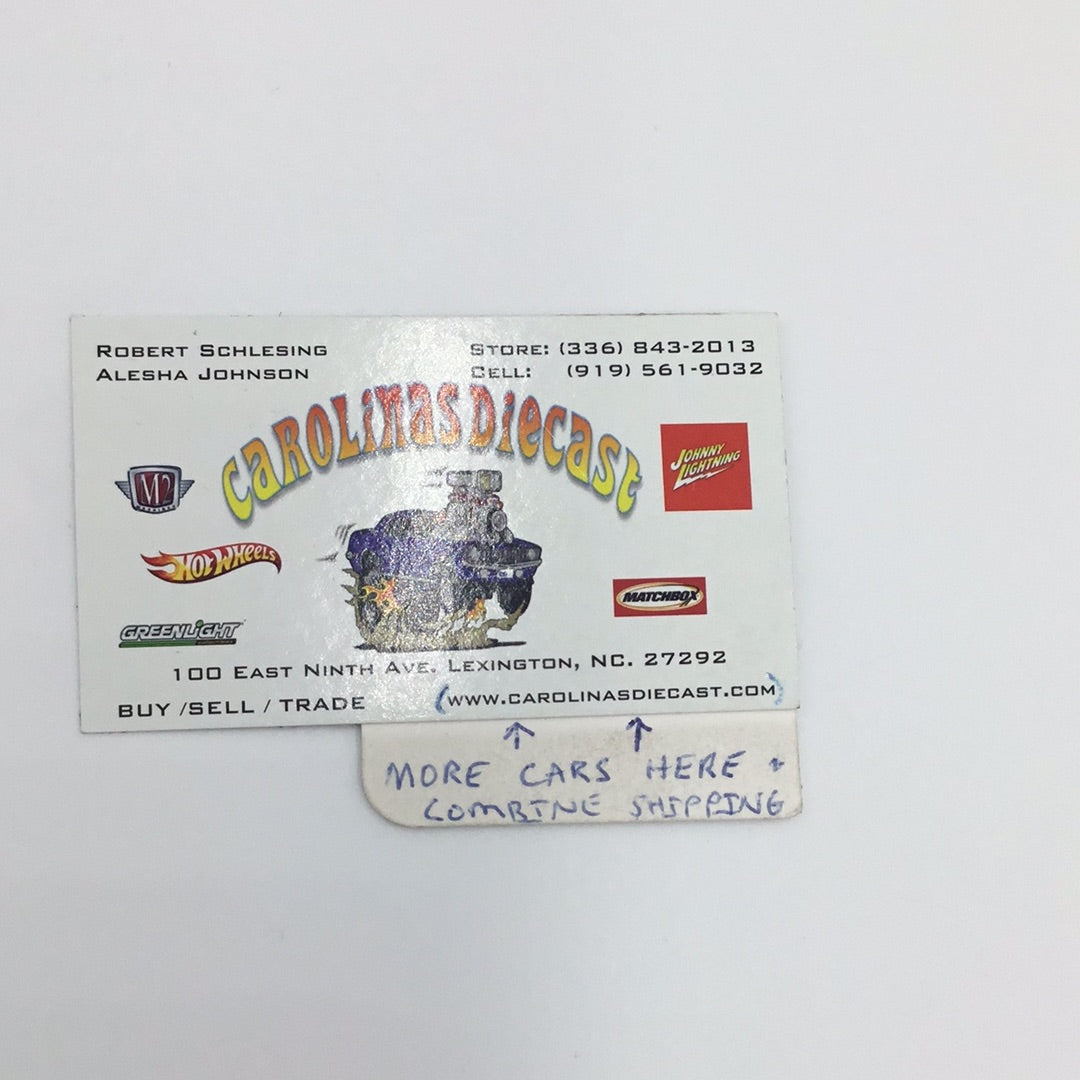 ROBERT SCHLESING
ALESHA JOHNSON
STORE: (336) 843-2013
CELL: (919) 561-9032
CAROLINAS DIECAST
M2
JOHNNY
LIGHTNING
HOT WHEELS
MATCHBOX
GREENLIGHT
100 EAST NINTH AVE. LEXINGTON, NC. 27292
BUY /SELL / TRADE
(WWW.CAROLINASDIECAST.COM)
MORE CARS HERE +
COMBINE SHIPPING